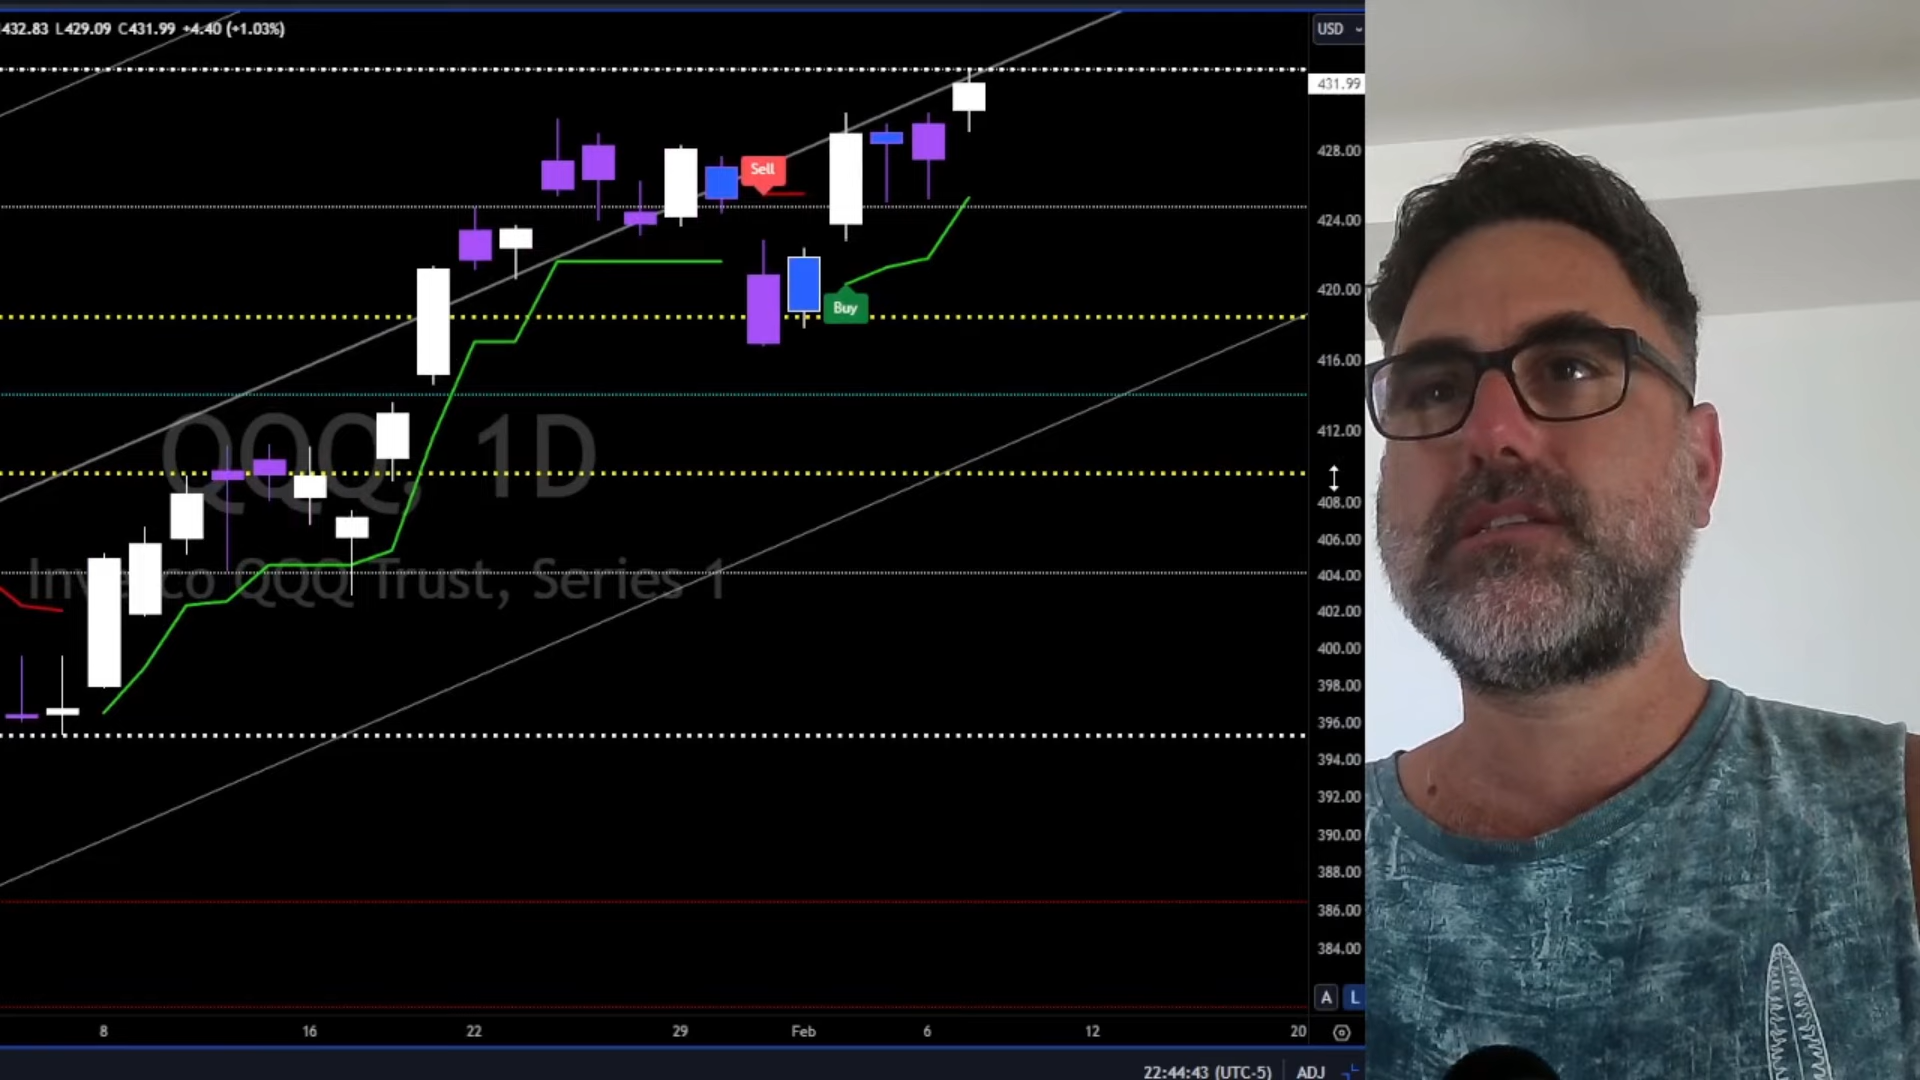 432.83 L429.09 C431.99 +4.40 (+1.03%)
USD
431.99
428.00
Sell
424.00
420.00
Buy
416.00
QQQ, 1D
412.00
408.00
406.00
Invesco QQQ Trust, Series 1
404.00
402.00
400.00
398.00
396.00
394.00
392.00
390.00
388.00
386.00
384.00
A L
8 16 22 29 Feb 6 12 20
22:44:43 (UTC-5) ADJ